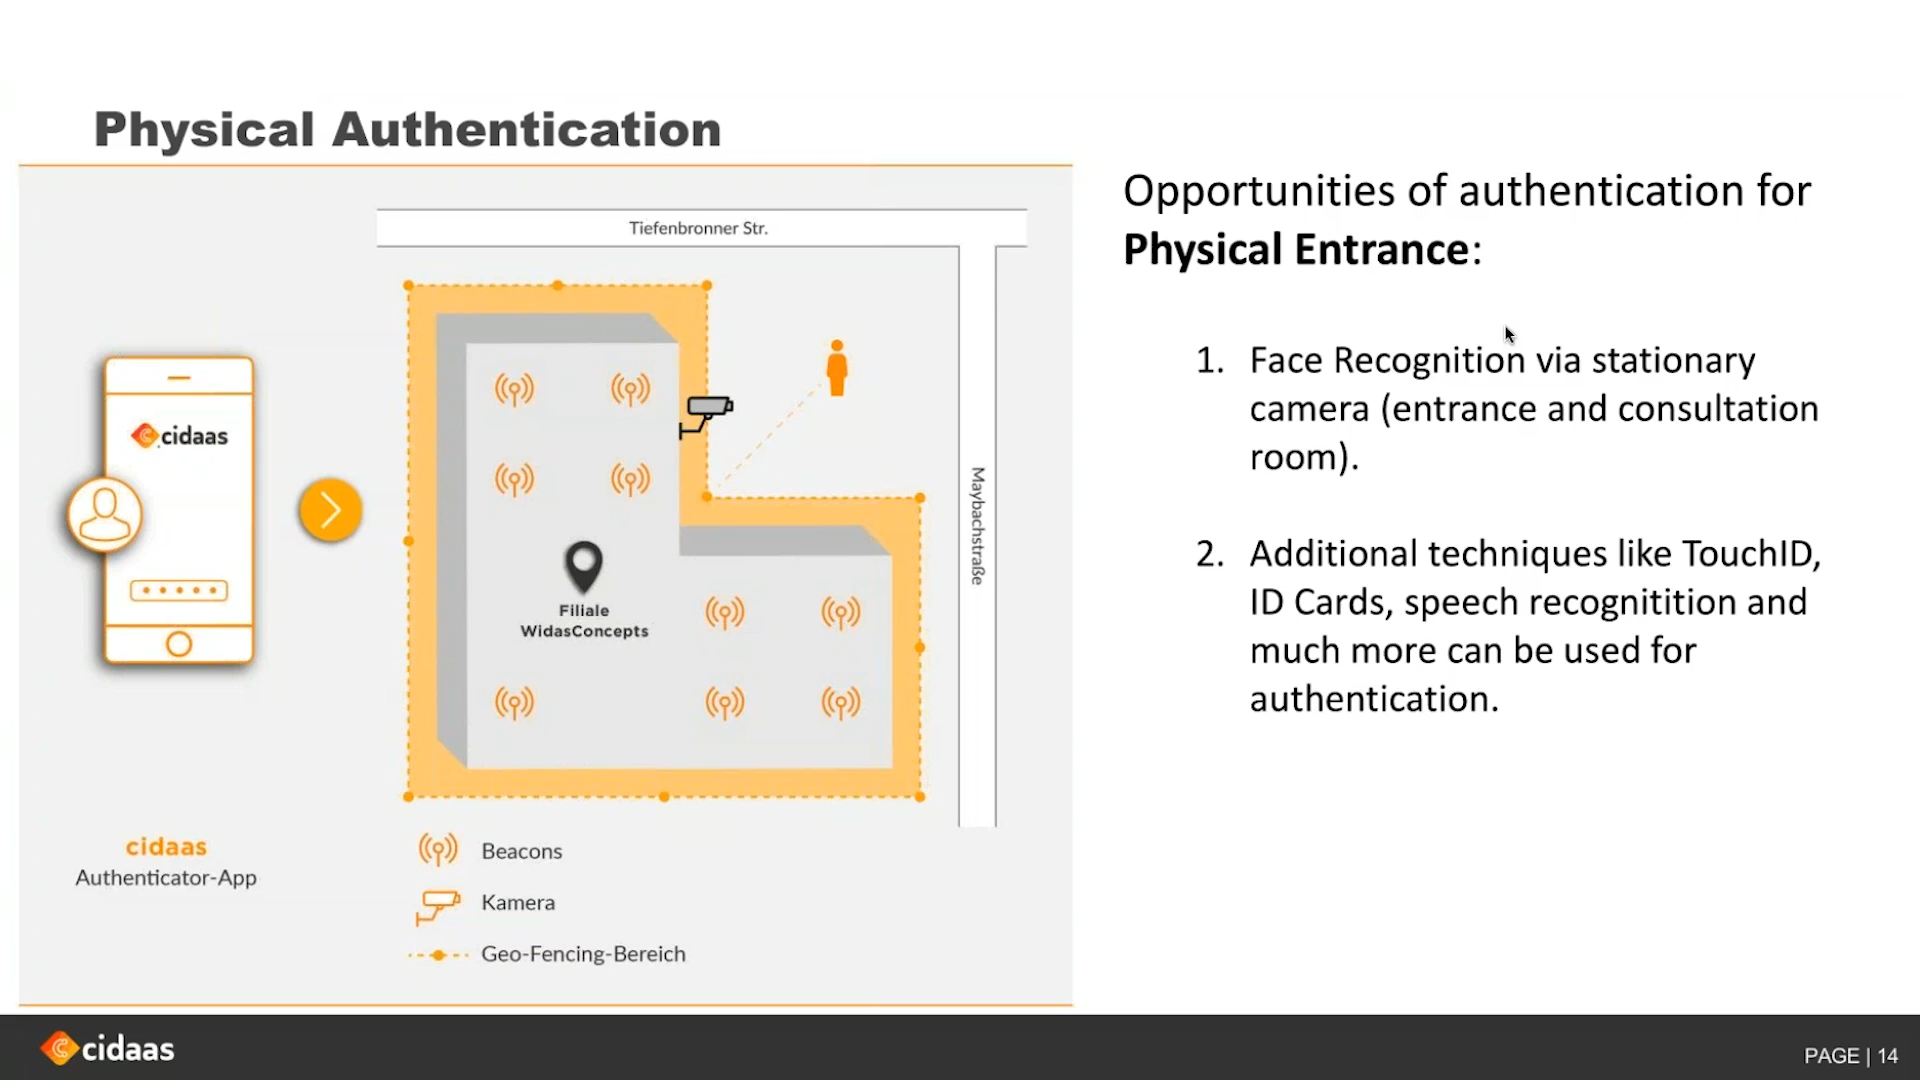 Physical Authentication
Tiefenbronner Str.
Maybachstraße
cidaas
Filiale
WidasConcepts
cidaas
Authenticator-App
Beacons
Kamera
Geo-Fencing-Bereich
Opportunities of authentication for
Physical Entrance:
1. Face Recognition via stationary
camera (entrance and consultation
room).
2. Additional techniques like TouchID,
ID Cards, speech recognitition and
much more can be used for
authentication.
cidaas
PAGE | 14